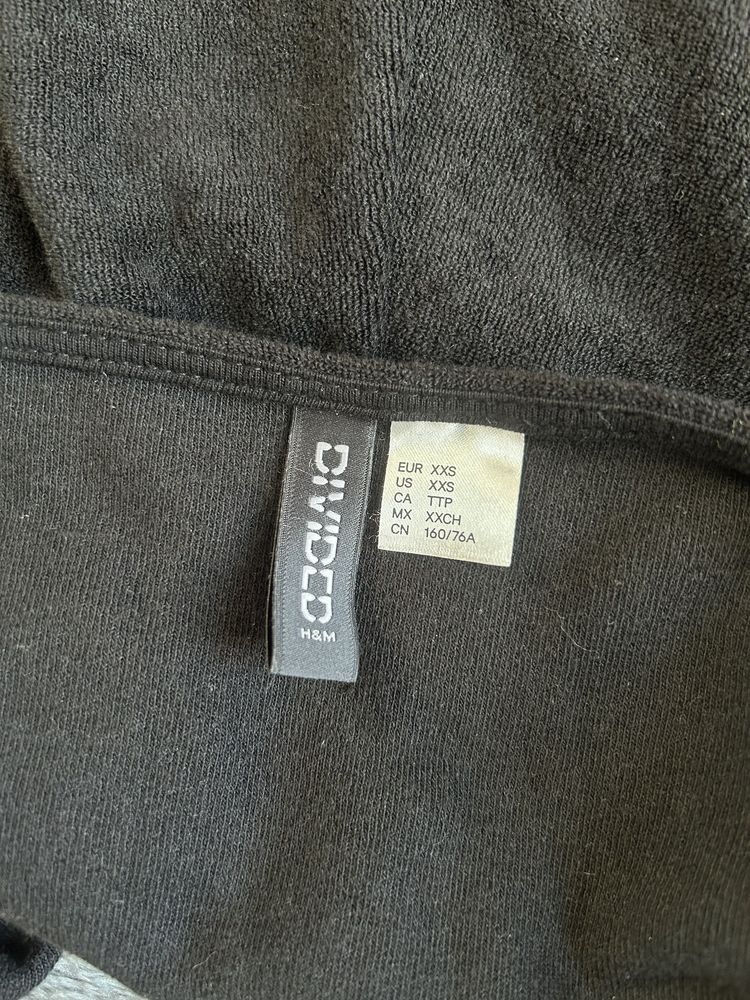 DIVIDED
H&M
EUR XXS
US XXS
CA TTP
MX XXCH
CN 160/76A